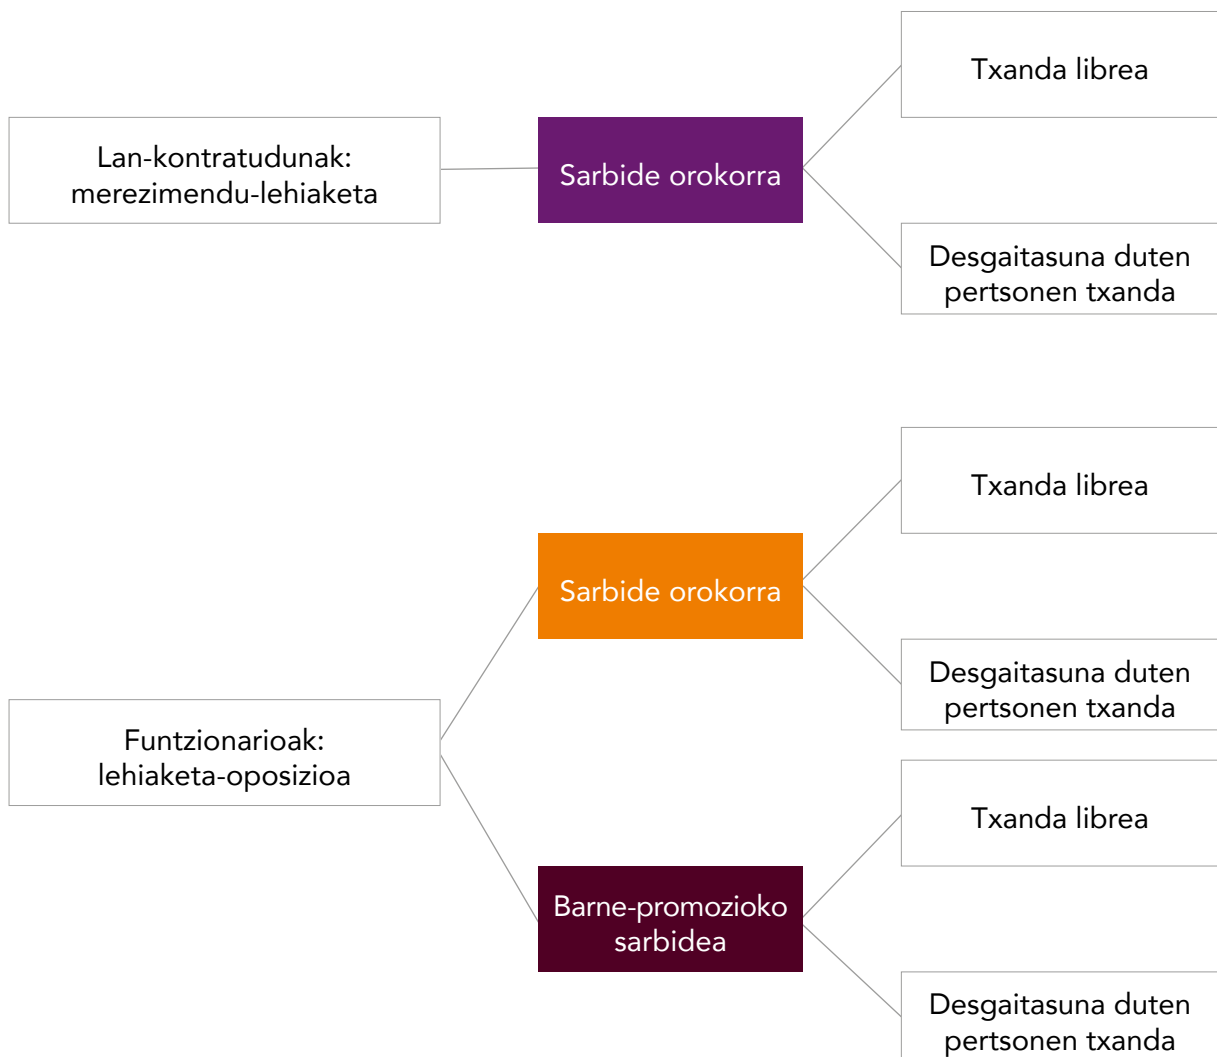 Lan-kontratudunak:
merezimendu-lehiaketa
Sarbide orokorra
Txanda librea
Desgaitasuna duten
pertsonen txanda
Funtzionarioak:
lehiaketa-oposizioa
Sarbide orokorra
Txanda librea
Desgaitasuna duten
pertsonen txanda
Barne-promozioko
sarbidea
Txanda librea
Desgaitasuna duten
pertsonen txanda